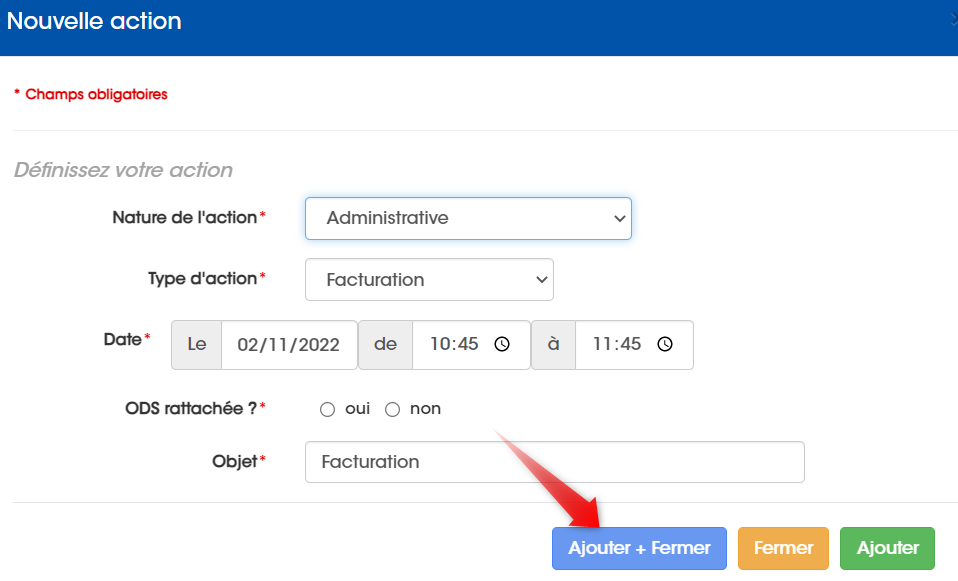 Nouvelle action
* Champs obligatoires
Définissez votre action
Nature de l'action* Administrative
Type d'action* Facturation
Date* Le 02/11/2022 de 10:45 à 11:45
ODS rattachée ?* oui non
Objet* Facturation
Ajouter + Fermer Fermer Ajouter